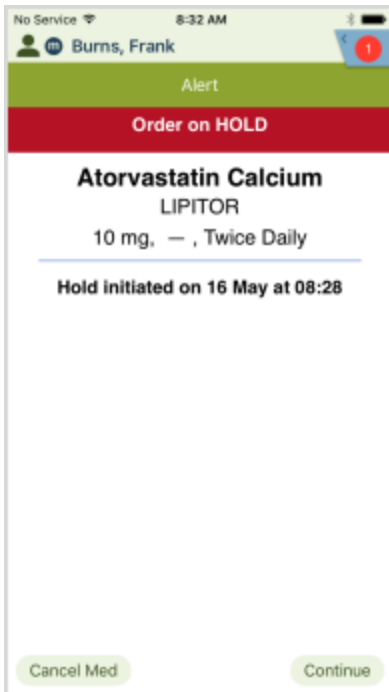 No Service 8:32 AM
m Burns, Frank
1
Alert
Order on HOLD
Atorvastatin Calcium
LIPITOR
10 mg, — , Twice Daily
Hold initiated on 16 May at 08:28
Cancel Med Continue